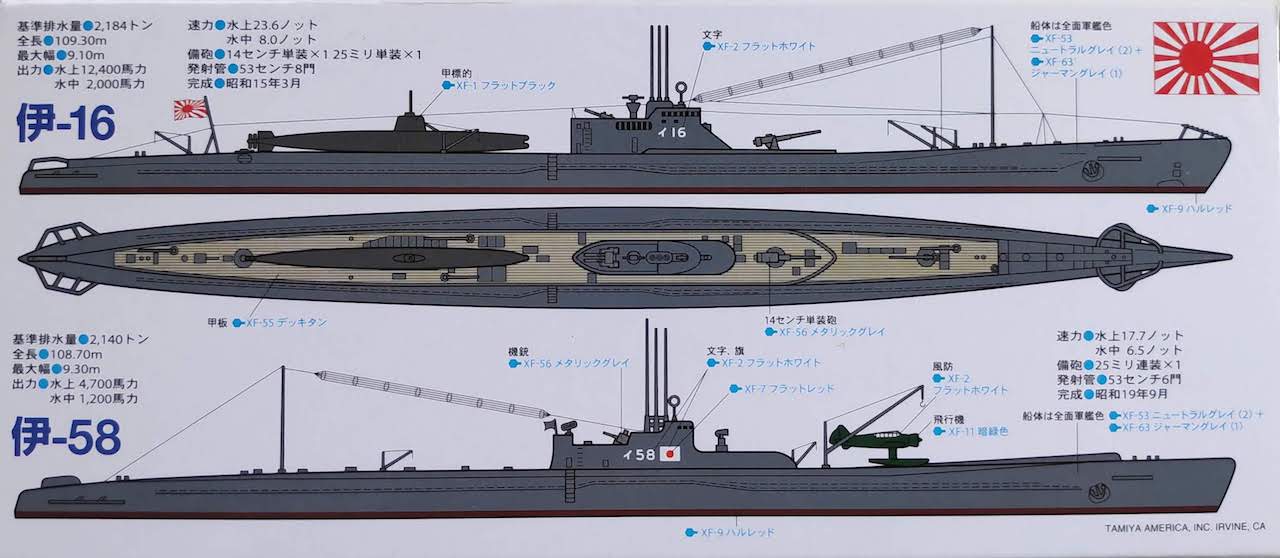 基準排水量●2,184トン
全長●109.30m
最大幅●9.10m
出力●水上12,400馬力
水中 2,000馬力
速力●水上23.6ノット
水中 8.0ノット
備砲●14センチ単装×1 25ミリ単装×1
発射管●53センチ8門
完成●昭和15年3月
伊-16
甲標的
XF-1 フラットブラック
文字
XF-2 フラットホワイト
船体は全面軍艦色
XF-53
ニュートラルグレイ(2)+
XF-63
ジャーマングレイ(1)
イ16
XF-9 ハルレッド
甲板 XF-55 デッキタン
14センチ単装砲
XF-56 メタリックグレイ
基準排水量●2,140トン
全長●108.70m
最大幅●9.30m
出力●水上 4,700馬力
水中 1,200馬力
伊-58
機銃
XF-56 メタリックグレイ
文字、旗
XF-2 フラットホワイト
XF-7 フラットレッド
風防
XF-2
フラットホワイト
飛行機
XF-11 暗緑色
速力●水上17.7ノット
水中 6.5ノット
備砲●25ミリ連装×1
発射管●53センチ6門
完成●昭和19年9月
船体は全面軍艦色 XF-53 ニュートラルグレイ(2)+
XF-63 ジャーマングレイ(1)
イ58
XF-9 ハルレッド
TAMIYA AMERICA, INC. IRVINE, CA